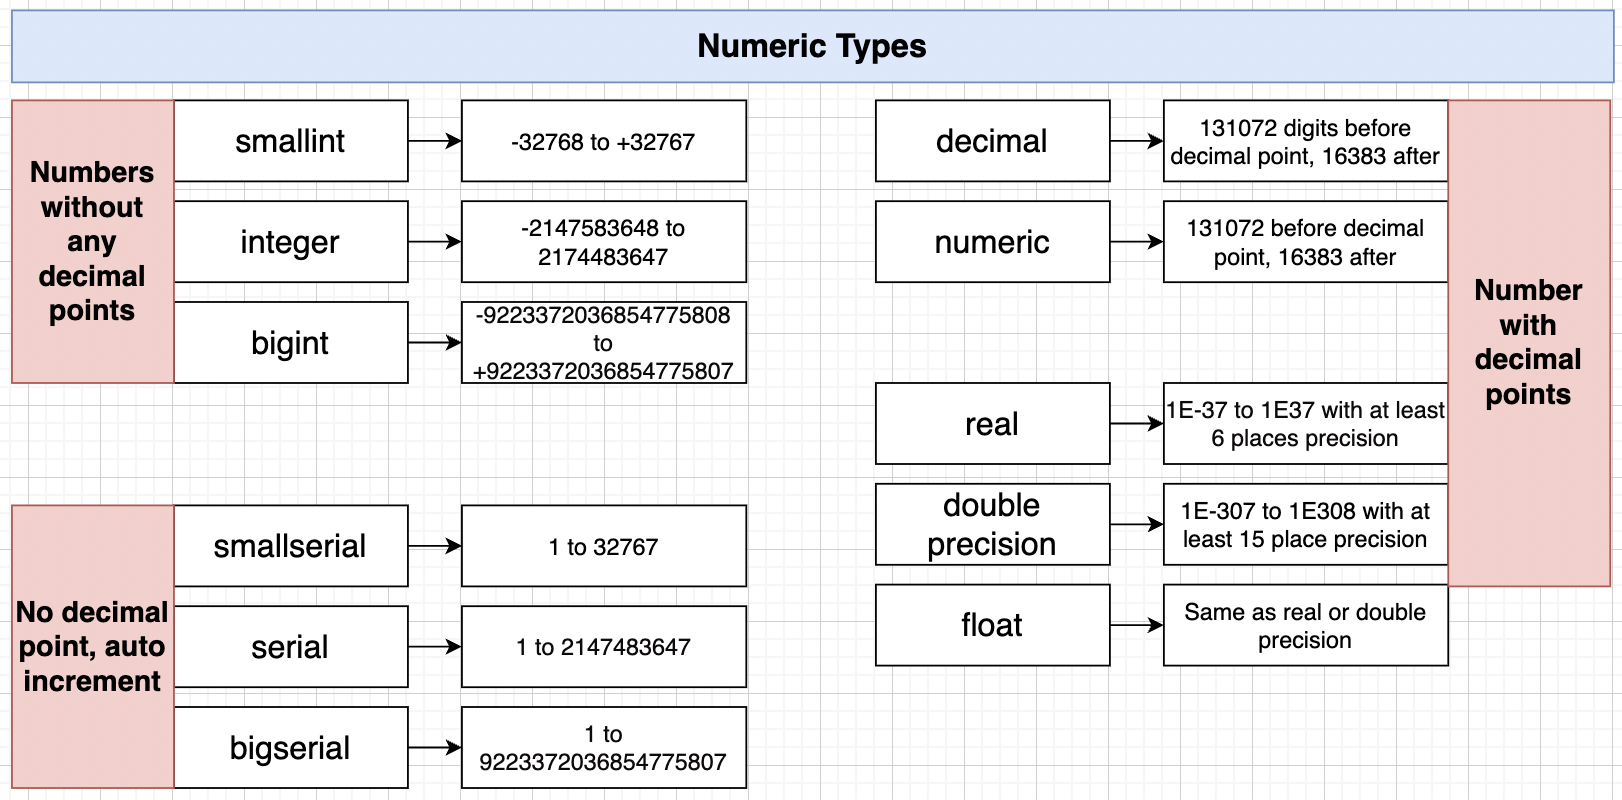 Numeric Types
Numbers
without
any
decimal
points
smallint
-32768 to +32767
integer
-2147583648 to
2174483647
bigint
-9223372036854775808
to
+9223372036854775807
No decimal
point, auto
increment
smallserial
1 to 32767
serial
1 to 2147483647
bigserial
1 to
9223372036854775807
decimal
131072 digits before
decimal point, 16383 after
numeric
131072 before decimal
point, 16383 after
real
1E-37 to 1E37 with at least
6 places precision
double
precision
1E-307 to 1E308 with at
least 15 place precision
float
Same as real or double
precision
Number
with
decimal
points